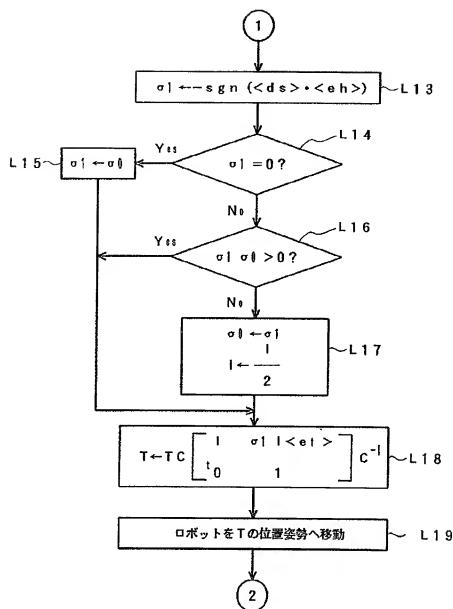 1
σ1←−sgn (<ds>・<eh>)
L13
L14
Yes
L15
σ1←σ0
σ1=0?
No
L16
Yes
σ1 σ0>0?
No
σ0←σ1
l
l←
2
L17
I σ1 l<et>
T←TC C⁻¹
L18
ᵗ0 1
ロボットをTの位置姿勢へ移動
L19
2